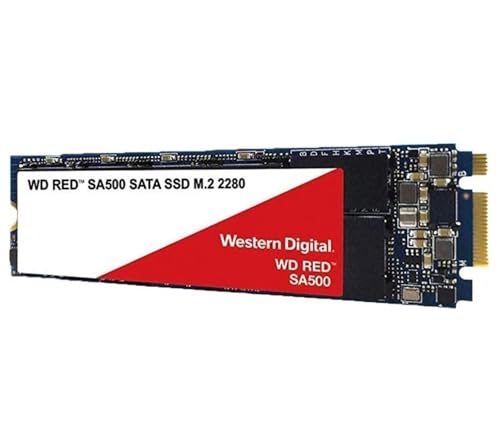 WD RED™ SA500 SATA SSD M.2 2280
Western Digital.
WD RED™
SA500
B D F H K M P T
B
M